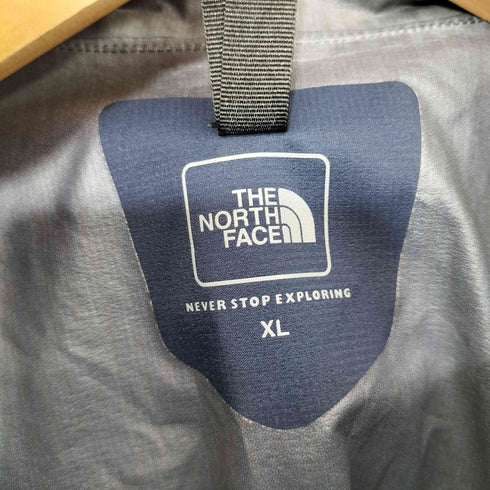 THE
NORTH
FACE
NEVER STOP EXPLORING
XL